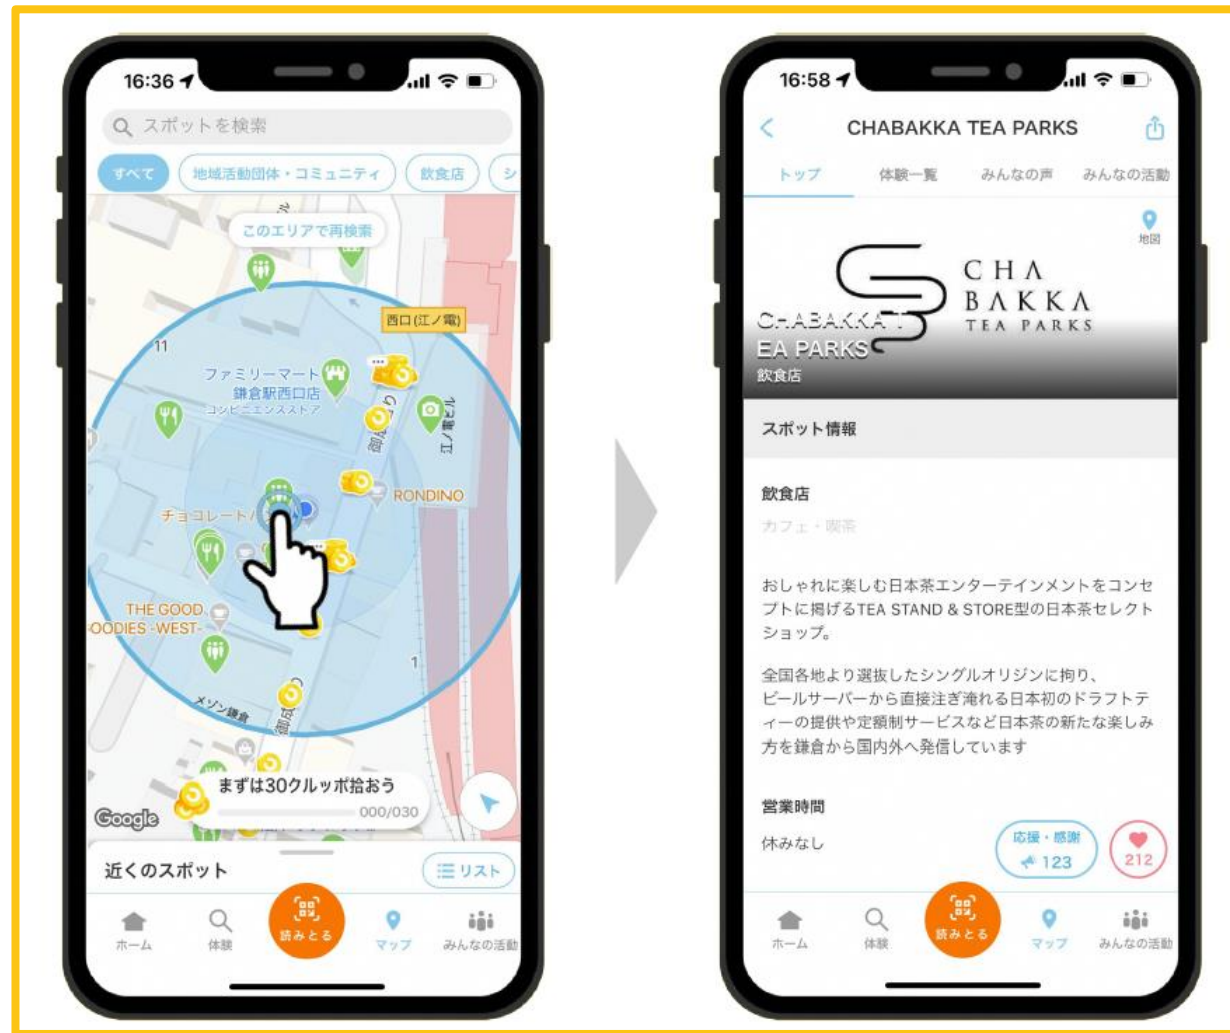 16:36
スポットを検索
すべて
地域活動団体・コミュニティ
飲食店
シ
このエリアで再検索
西口(江ノ電)
11
ファミリーマート
鎌倉駅西口店
コンビニエンスストア
江ノ電ビル
RONDINO
チョコレート
THE GOOD
OODIES -WEST-
1
メゾン鎌倉
御成
まずは30クルッポ拾おう
000/030
Google
近くのスポット
リスト
ホーム
体験
読みとる
マップ
みんなの活動
16:58
CHABAKKA TEA PARKS
トップ
体験一覧
みんなの声
みんなの活動
地図
CHA
BAKKA
TEA PARKS
CHABAKKA T
EA PARKS
飲食店
スポット情報
飲食店
カフェ・喫茶
おしゃれに楽しむ日本茶エンターテインメントをコンセ
プトに掲げるTEA STAND & STORE型の日本茶セレクト
ショップ。
全国各地より選抜したシングルオリジンに拘り、
ビールサーバーから直接注ぎ淹れる日本初のドラフトテ
ィーの提供や定額制サービスなど日本茶の新たな楽しみ
方を鎌倉から国内外へ発信しています
営業時間
休みなし
応援・感謝
123
212
ホーム
体験
読みとる
マップ
みんなの活動